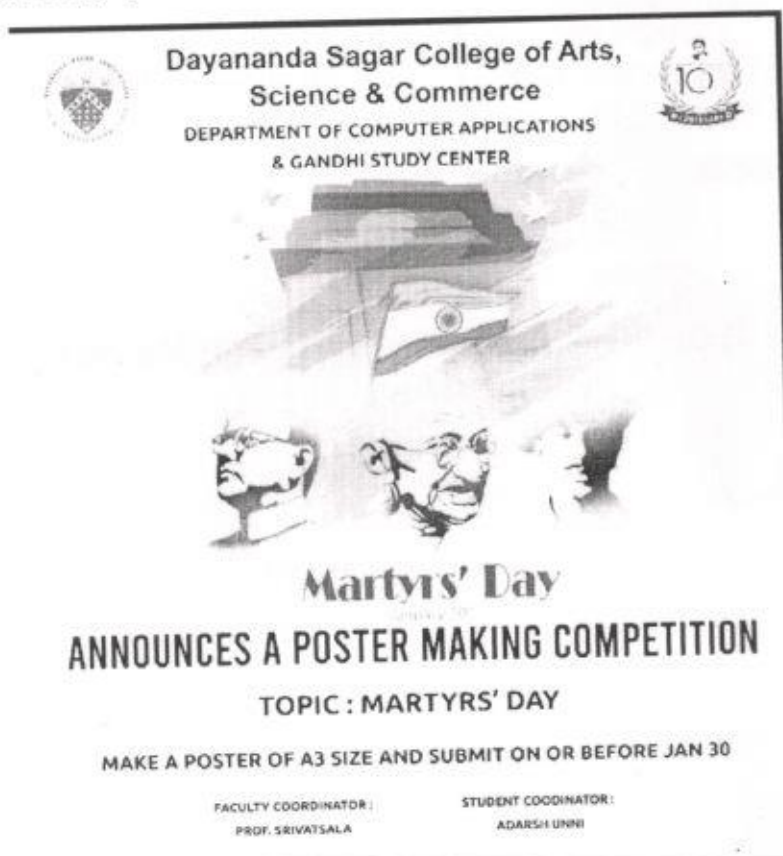 Dayananda Sagar College of Arts,
Science & Commerce
DEPARTMENT OF COMPUTER APPLICATIONS
& GANDHI STUDY CENTER
10
Martyrs' Day
ANNOUNCES A POSTER MAKING COMPETITION
TOPIC : MARTYRS' DAY
MAKE A POSTER OF A3 SIZE AND SUBMIT ON OR BEFORE JAN 30
FACULTY COORDINATOR :
PROF. SRIVATSALA
STUDENT COODINATOR :
ADARSH UNNI